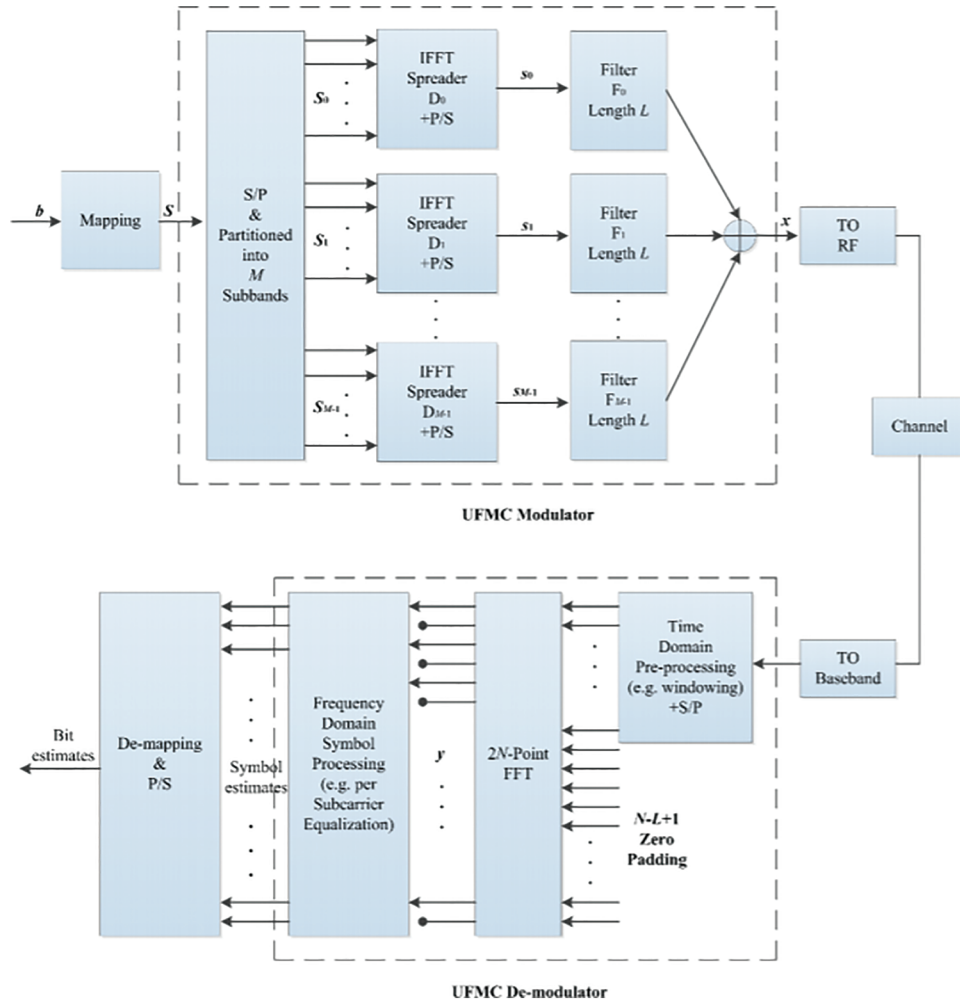 b
Mapping
S
S/P
&
Partitioned
into
M
Subbands
S0
IFFT
Spreader
D0
+P/S
s0
Filter
F0
Length L
S1
IFFT
Spreader
D1
+P/S
s1
Filter
F1
Length L
SM-1
IFFT
Spreader
DM-1
+P/S
sM-1
Filter
FM-1
Length L
x
TO
RF
Channel
UFMC Modulator
TO
Baseband
Time
Domain
Pre-processing
(e.g. windowing)
+S/P
N-L+1
Zero
Padding
2N-Point
FFT
y
Frequency
Domain
Symbol
Processing
(e.g. per
Subcarrier
Equalization)
Symbol
estimates
De-mapping
&
P/S
Bit
estimates
UFMC De-modulator